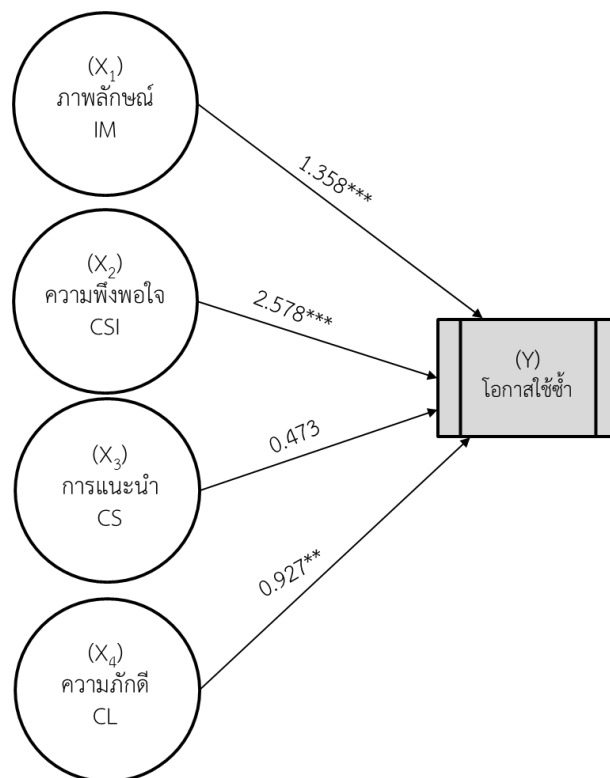 (X₁)
ภาพลักษณ์
IM
1.358***
(X₂)
ความพึงพอใจ
CSI
2.578***
(Y)
โอกาสใช้ซ้ำ
(X₃)
การแนะนำ
CS
0.473
(X₄)
ความภักดี
CL
0.927**